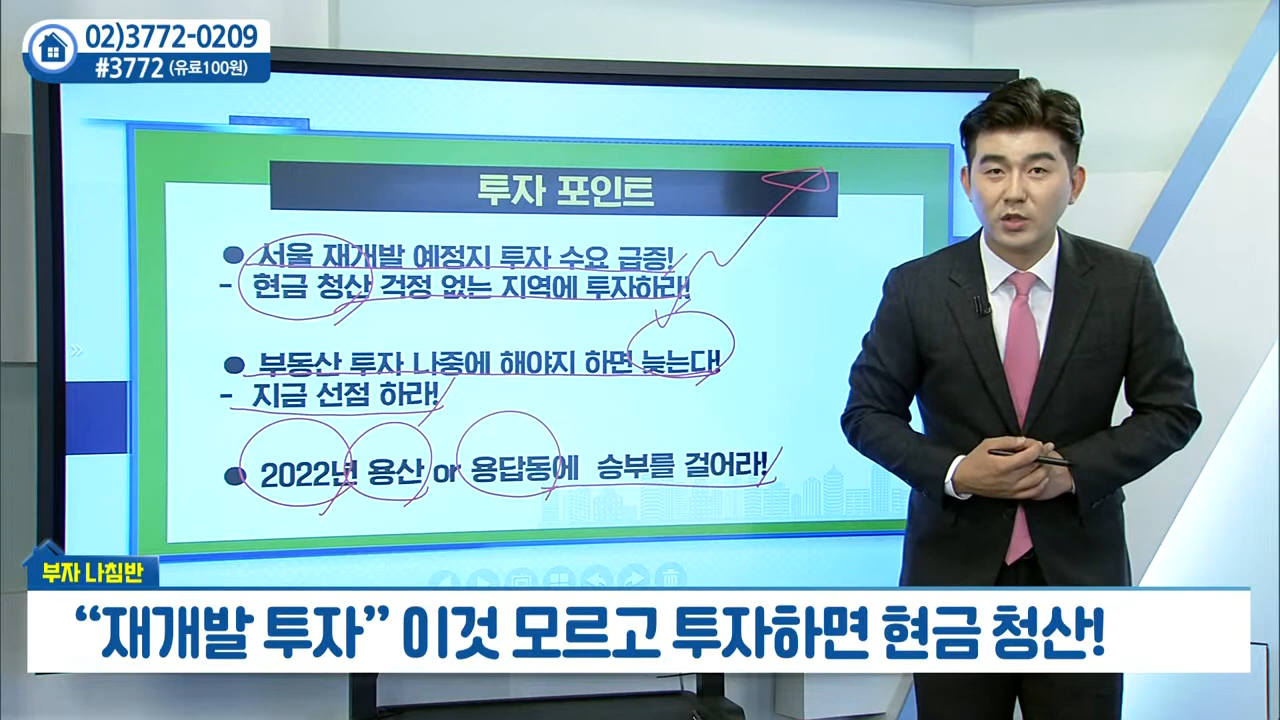 02)3772-0209
#3772 (유료100원)
투자 포인트
● 서울 재개발 예정지 투자 수요 급증!
- 현금 청산 걱정 없는 지역에 투자하라!
● 부동산 투자 나중에 해야지 하면 늦는다!
- 지금 선점 하라!
● 2022년 용산 or 용답동에 승부를 걸어라!
부자 나침반
“재개발 투자” 이것 모르고 투자하면 현금 청산!